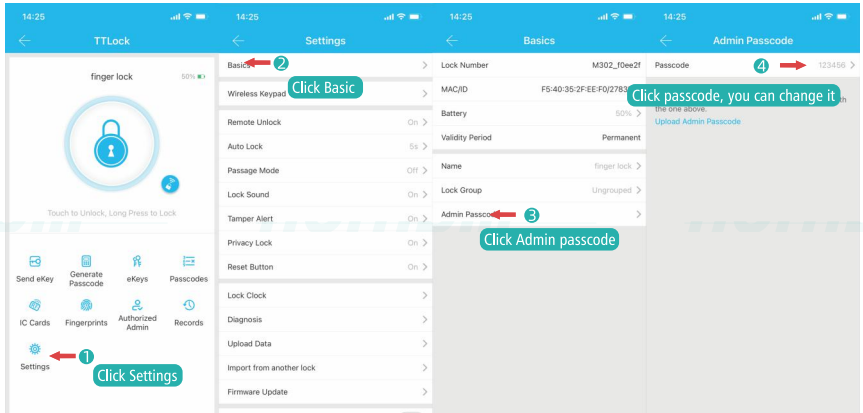 14:25
TTLock
finger lock
50%
1
Touch to Unlock, Long Press to Lock
Send eKey
Generate
Passcode
eKeys
Passcodes
IC Cards
Fingerprints
Authorized
Admin
Records
Settings
1
Click Settings
14:25
Settings
Basics
2
Click Basic
Wireless Keypad
Remote Unlock On
Auto Lock 5s
Passage Mode Off
Lock Sound On
Tamper Alert On
Privacy Lock On
Reset Button On
Lock Clock
Diagnosis
Upload Data
Import from another lock
Firmware Update
14:25
Basics
Lock Number M302_f0ee2f
MAC/ID F5:40:35:2F:EE:F0/2783
Battery 50%
Validity Period Permanent
Name finger lock
Lock Group Ungrouped
Admin 3
Click Admin passcode
14:25
Admin Passcode
Passcode 4 123456
Click passcode, you can change it
the one above.
Upload Admin Passcode